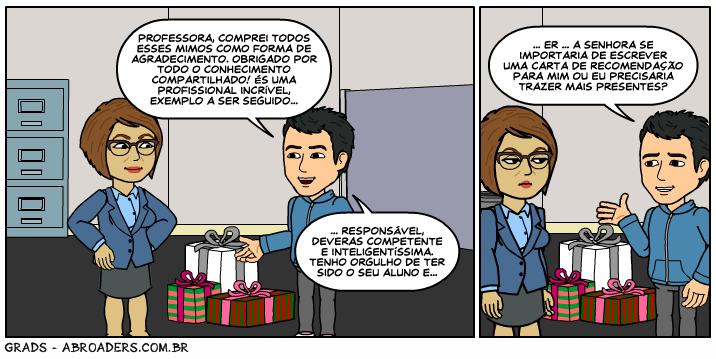 PROFESSORA, COMPREI TODOS
ESSES MIMOS COMO FORMA DE
AGRADECIMENTO. OBRIGADO POR
TODO O CONHECIMENTO
COMPARTILHADO! ÉS UMA
PROFISSIONAL INCRÍVEL,
EXEMPLO A SER SEGUIDO...
... RESPONSÁVEL,
DEVERAS COMPETENTE
E INTELIGENTÍSSIMA.
TENHO ORGULHO DE TER
SIDO O SEU ALUNO E...
... ER ... A SENHORA SE
IMPORTARIA DE ESCREVER
UMA CARTA DE RECOMENDAÇÃO
PARA MIM OU EU PRECISARIA
TRAZER MAIS PRESENTES?
GRADS - ABROADERS.COM.BR